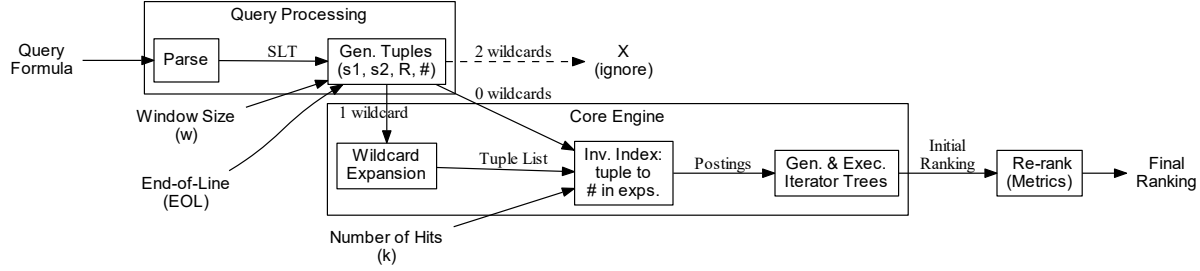 Query Processing
Query
Formula
Parse
SLT
Gen. Tuples
(s1, s2, R, #)
2 wildcards
X
(ignore)
Window Size
(w)
End-of-Line
(EOL)
1 wildcard
0 wildcards
Core Engine
Wildcard
Expansion
Tuple List
Inv. Index:
tuple to
# in exps.
Postings
Gen. & Exec.
Iterator Trees
Initial
Ranking
Re-rank
(Metrics)
Final
Ranking
Number of Hits
(k)